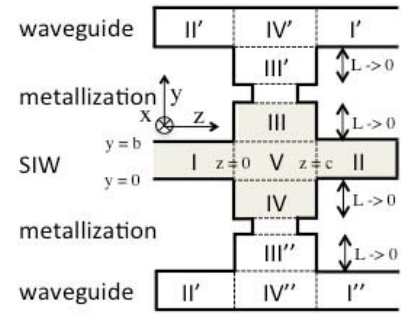 waveguide II' IV' I'
III' L -> 0
metallization y
x z III L -> 0
y = b
SIW I z = 0 V z = c II
y = 0
IV L -> 0
metallization
III'' L -> 0
waveguide II' IV'' I''